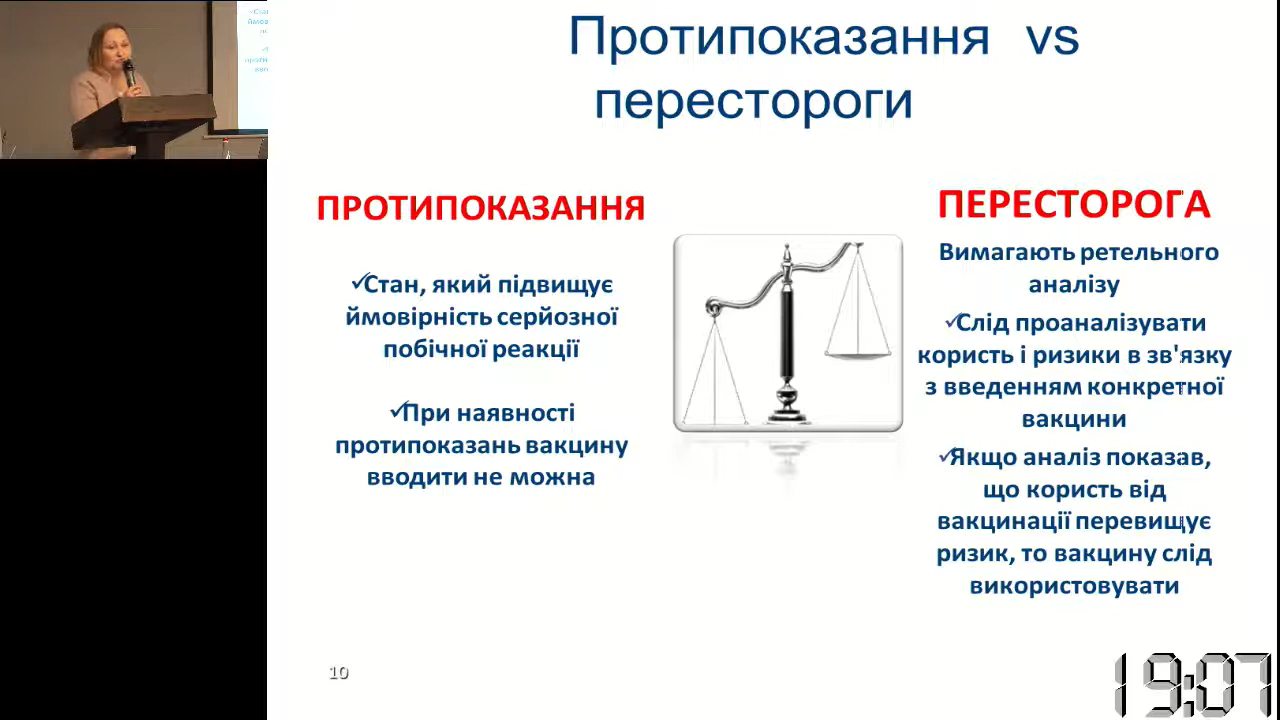 Протипоказання vs
перестороги
ПРОТИПОКАЗАННЯ
✓Стан, який підвищує
ймовірність серйозної
побічної реакції
✓При наявності
протипоказань вакцину
вводити не можна
ПЕРЕСТОРОГА
Вимагають ретельного
аналізу
✓Слід проаналізувати
користь і ризики в зв'язку
з введенням конкретної
вакцини
✓Якщо аналіз показав,
що користь від
вакцинації перевищує
ризик, то вакцину слід
використовувати
10
19:07